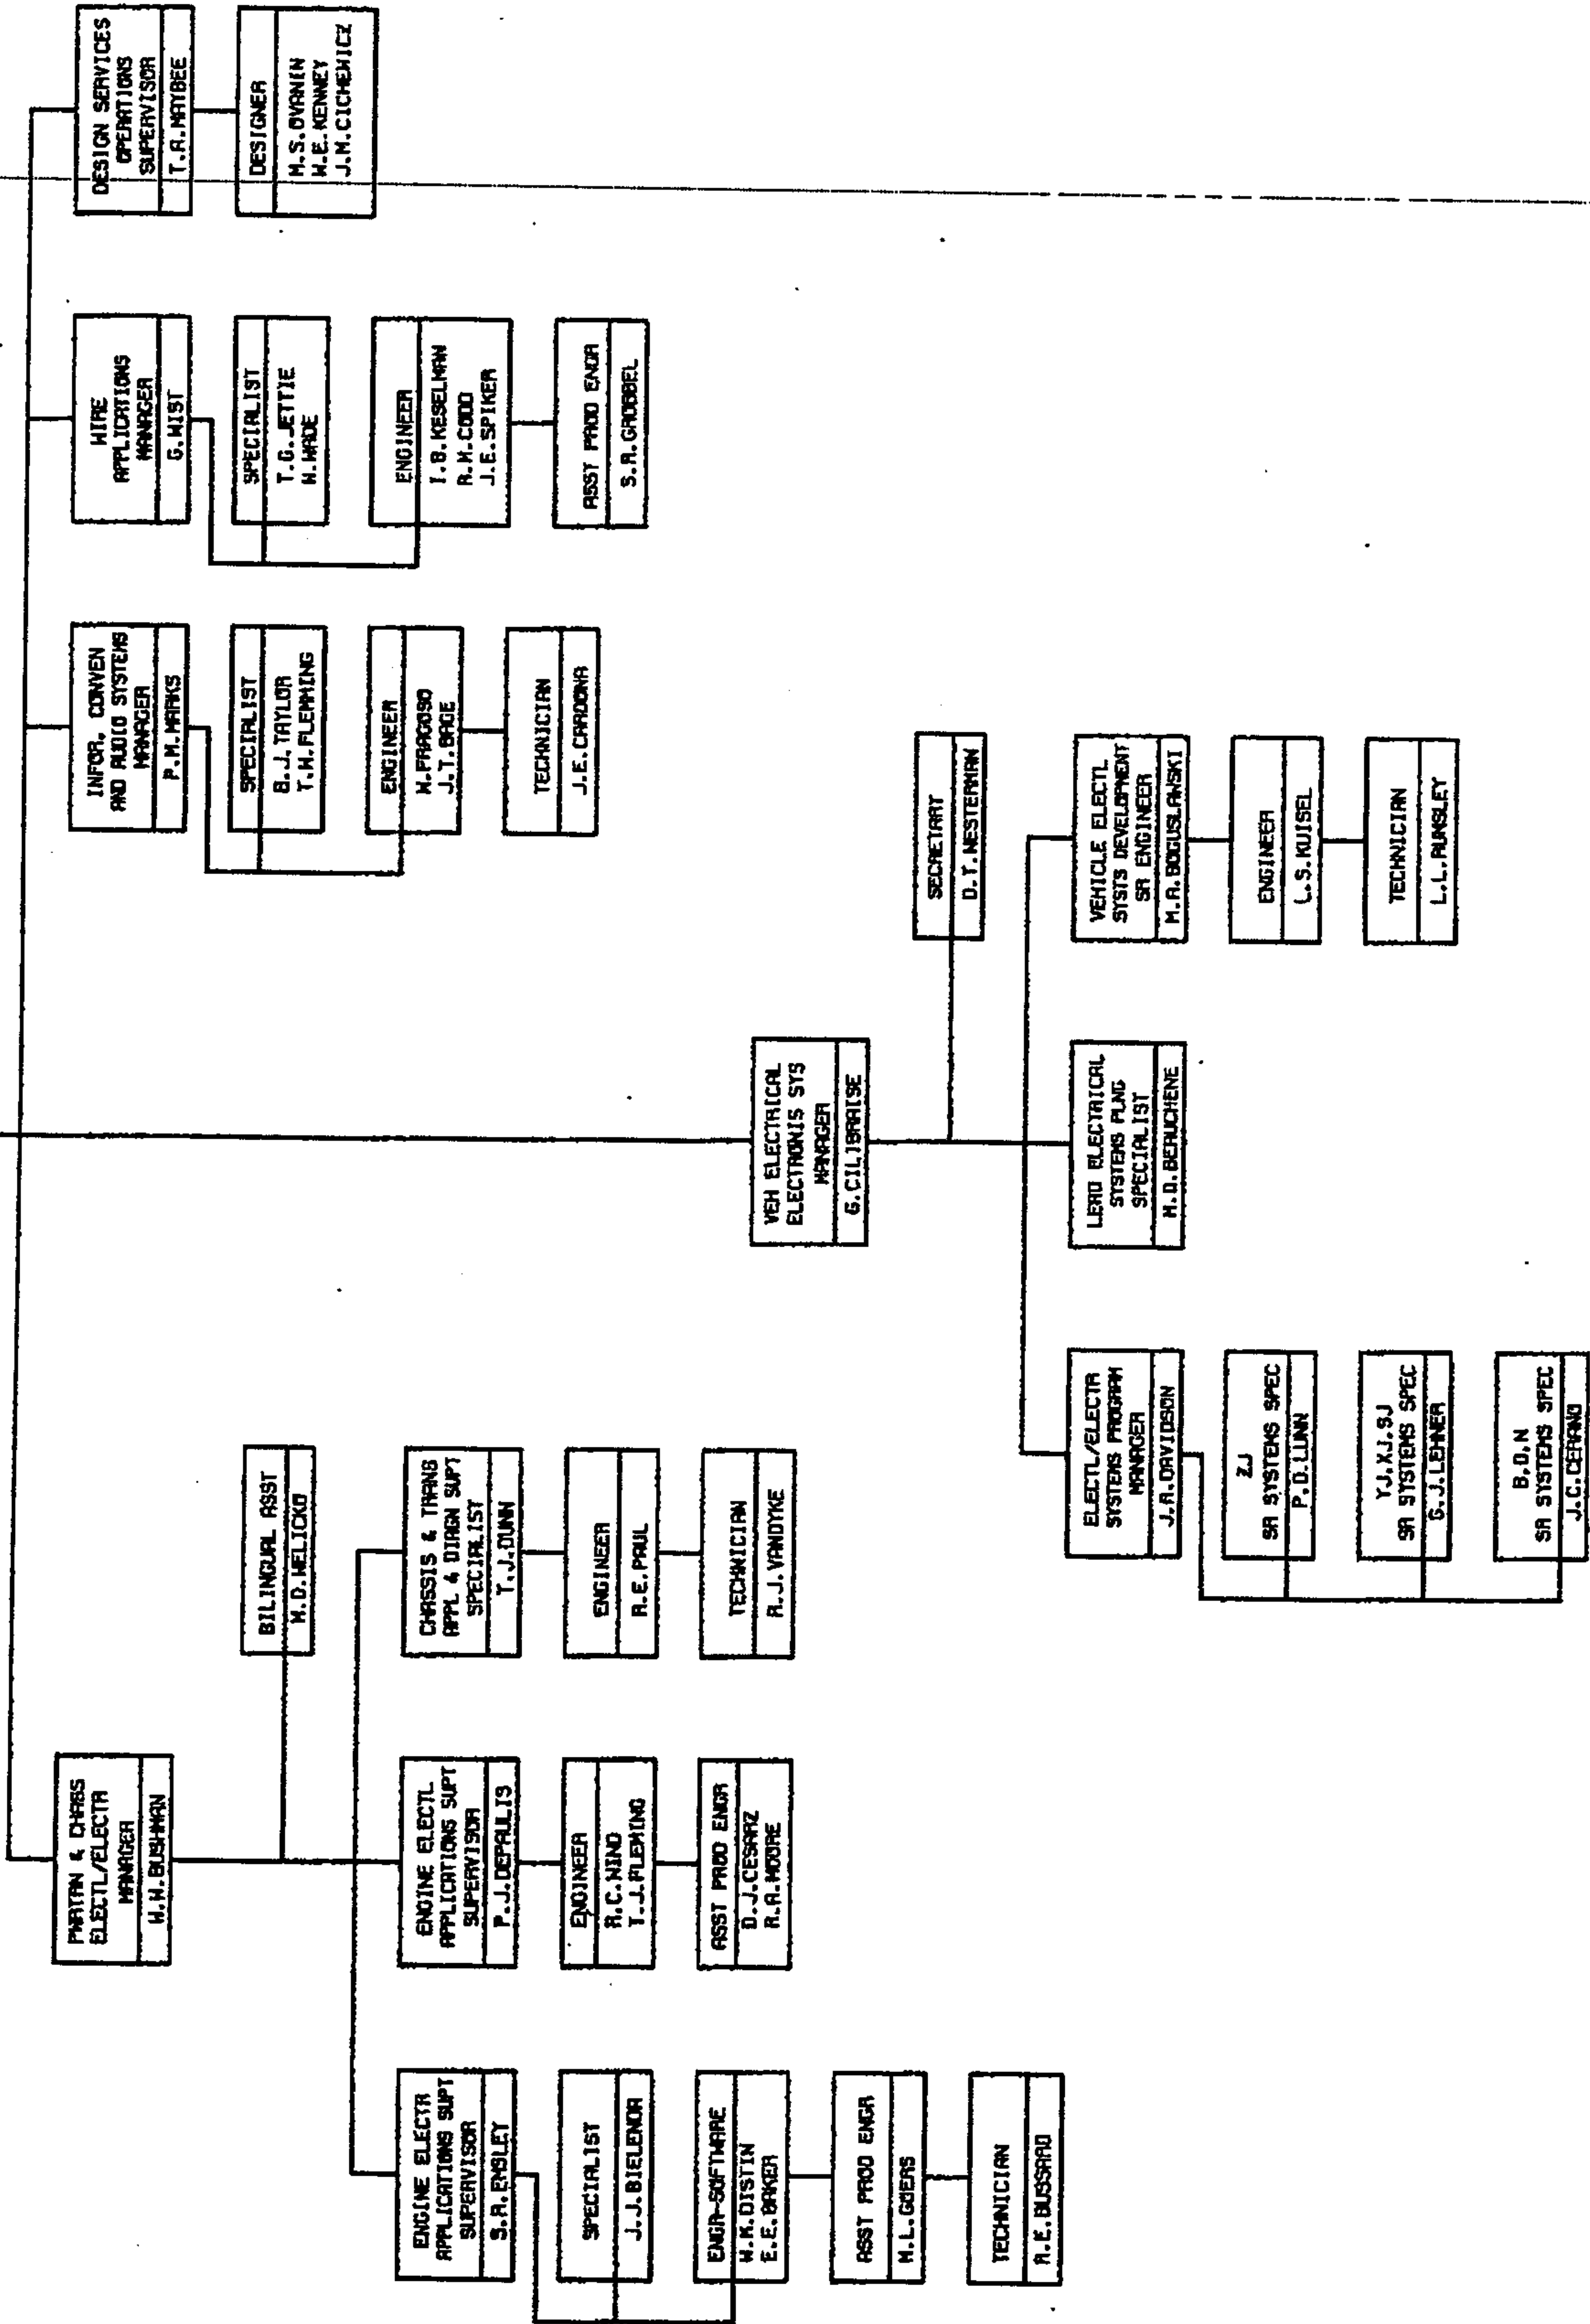 PWRTRN & CHASS
ELECTL/ELECTR
MANAGER
W.W.BUSHMAN
BILINGUAL ASST
M.D.WELICKO
ENGINE ELECTR
APPLICATIONS SUPT
SUPERVISOR
S.R.EMSLEY
SPECIALIST
J.J.BIELENDA
ENGR-SOFTWARE
W.K.DISTIN
E.E.BAKER
ASST PROD ENGR
M.L.GOERS
TECHNICIAN
R.E.BUSSARD
ENGINE ELECTL
APPLICATIONS SUPT
SUPERVISOR
P.J.DEPAULIS
ENGINEER
R.C.WIND
T.J.FLEMING
ASST PROD ENGR
D.J.CESARZ
R.A.MOORE
CHASSIS & TRANS
APPL & DIAGN SUPT
SPECIALIST
T.J.DUNN
ENGINEER
R.E.PAUL
TECHNICIAN
R.J.VANDYKE
INFOR, CONVEN
AND AUDIO SYSTEMS
MANAGER
P.M.MARKS
SPECIALIST
B.J.TAYLOR
T.W.FLEMMING
ENGINEER
W.FRAGOSO
J.T.BAGE
TECHNICIAN
J.E.CARDONA
WIRE
APPLICATIONS
MANAGER
G.WIST
SPECIALIST
T.G.JETTIE
W.WADE
ENGINEER
I.B.KESELMAN
R.M.CODD
J.E.SPIKER
ASST PROD ENGR
S.R.GROBBEL
DESIGN SERVICES
OPERATIONS
SUPERVISOR
T.R.MAYBEE
DESIGNER
M.S.OVANIN
W.E.KENNEY
J.M.CICHEWICZ
VEH ELECTRICAL
ELECTRONIS SYS
MANAGER
G.CILIBRAISE
SECRETARY
D.T.NESTERMAN
ELECTL/ELECTR
SYSTEMS PROGRAM
MANAGER
J.A.DAVIDSON
ZJ
SR SYSTEMS SPEC
P.D.LUNN
YJ,XJ,SJ
SR SYSTEMS SPEC
G.J.LEHNER
B,D,N
SR SYSTEMS SPEC
J.C.CERANO
LEAD ELECTRICAL
SYSTEMS PLNG
SPECIALIST
M.D.BEAUCHENE
VEHICLE ELECTL
SYSTS DEVELOPMENT
SR ENGINEER
M.A.BOGUSLAWSKI
ENGINEER
L.S.KUISEL
TECHNICIAN
L.L.AUNSLEY